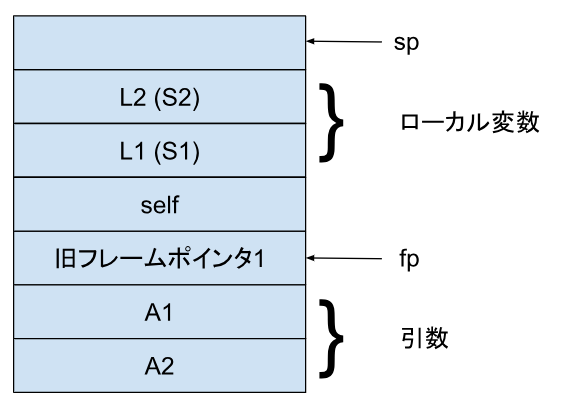 sp
L2 (S2)
L1 (S1)
ローカル変数
self
旧フレームポインタ1
fp
A1
A2
引数